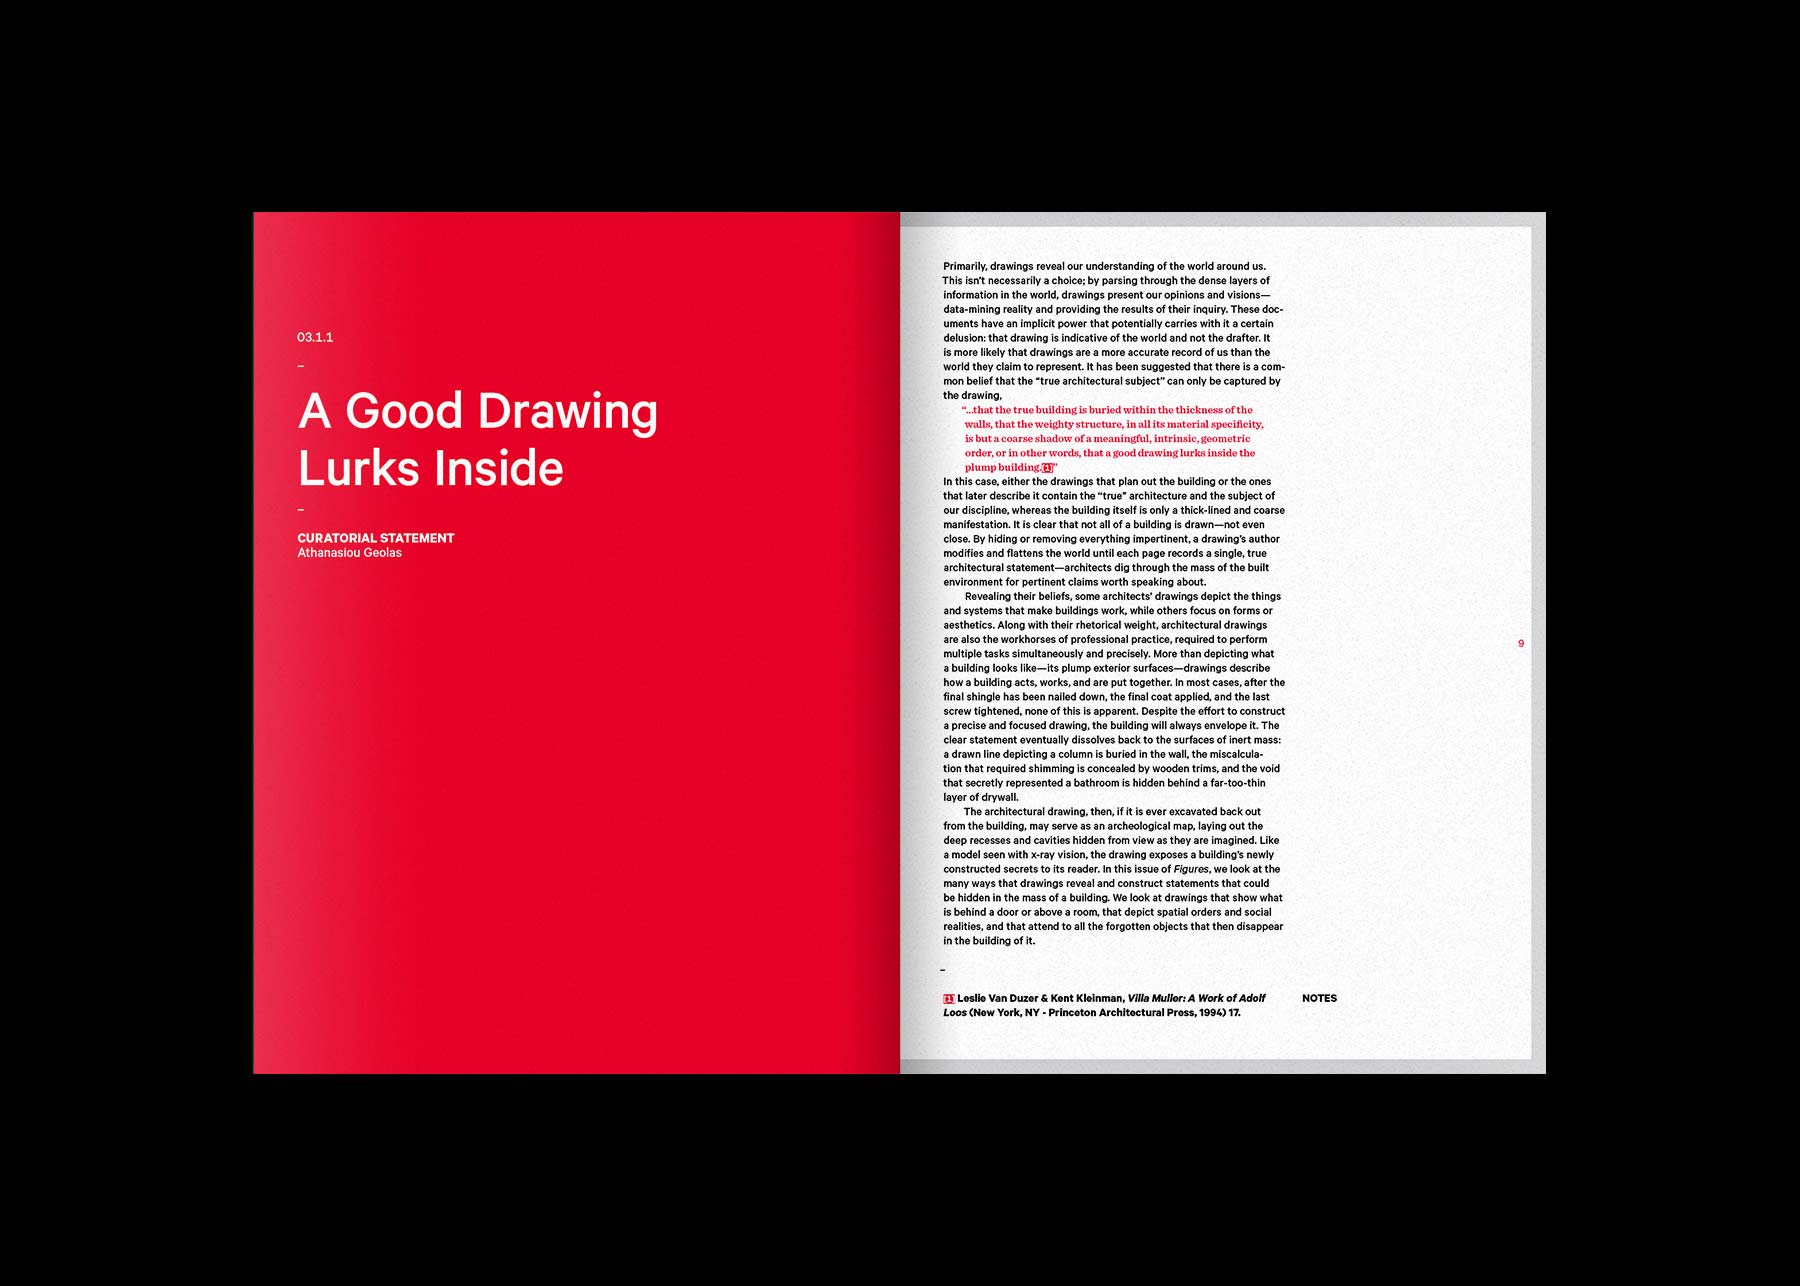 03.1.1
–
A Good Drawing
Lurks Inside
–
CURATORIAL STATEMENT
Athanasiou Geolas
Primarily, drawings reveal our understanding of the world around us.
This isn't necessarily a choice; by parsing through the dense layers of
information in the world, drawings present our opinions and visions—
data-mining reality and providing the results of their inquiry. These doc-
uments have an implicit power that potentially carries with it a certain
delusion: that drawing is indicative of the world and not the drafter. It
is more likely that drawings are a more accurate record of us than the
world they claim to represent. It has been suggested that there is a com-
mon belief that the “true architectural subject” can only be captured by
the drawing,
“...that the true building is buried within the thickness of the
walls, that the weighty structure, in all its material specificity,
is but a coarse shadow of a meaningful, intrinsic, geometric
order, or in other words, that a good drawing lurks inside the
plump building.[1]”
In this case, either the drawings that plan out the building or the ones
that later describe it contain the “true” architecture and the subject of
our discipline, whereas the building itself is only a thick-lined and coarse
manifestation. It is clear that not all of a building is drawn—not even
close. By hiding or removing everything impertinent, a drawing's author
modifies and flattens the world until each page records a single, true
architectural statement—architects dig through the mass of the built
environment for pertinent claims worth speaking about.
Revealing their beliefs, some architects' drawings depict the things
and systems that make buildings work, while others focus on forms or
aesthetics. Along with their rhetorical weight, architectural drawings
are also the workhorses of professional practice, required to perform
multiple tasks simultaneously and precisely. More than depicting what
a building looks like—its plump exterior surfaces—drawings describe
how a building acts, works, and are put together. In most cases, after the
final shingle has been nailed down, the final coat applied, and the last
screw tightened, none of this is apparent. Despite the effort to construct
a precise and focused drawing, the building will always envelope it. The
clear statement eventually dissolves back to the surfaces of inert mass:
a drawn line depicting a column is buried in the wall, the miscalcula-
tion that required shimming is concealed by wooden trims, and the void
that secretly represented a bathroom is hidden behind a far-too-thin
layer of drywall.
The architectural drawing, then, if it is ever excavated back out
from the building, may serve as an archeological map, laying out the
deep recesses and cavities hidden from view as they are imagined. Like
a model seen with x-ray vision, the drawing exposes a building's newly
constructed secrets to its reader. In this issue of Figures, we look at the
many ways that drawings reveal and construct statements that could
be hidden in the mass of a building. We look at drawings that show what
is behind a door or above a room, that depict spatial orders and social
realities, and that attend to all the forgotten objects that then disappear
in the building of it.
–
[1] Leslie Van Duzer & Kent Kleinman, Villa Muller: A Work of Adolf
Loos (New York, NY - Princeton Architectural Press, 1994) 17.
NOTES
9